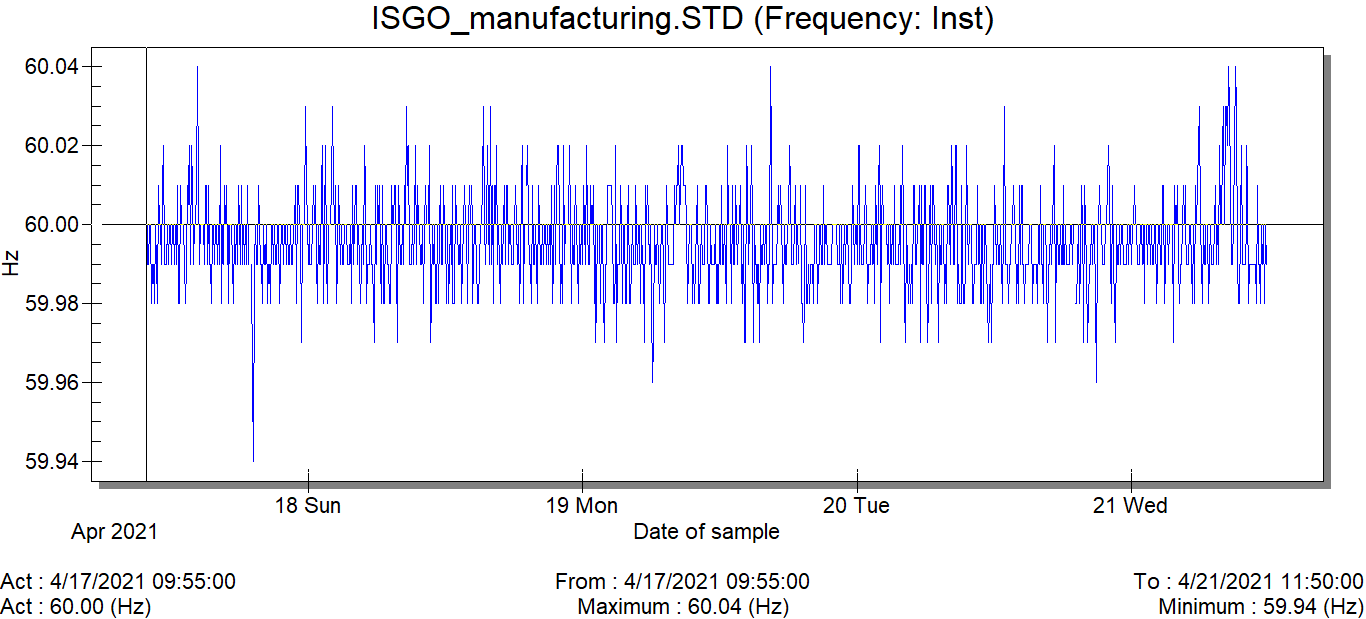 ISGO_manufacturing.STD (Frequency: Inst)
60.04
60.02
60.00
59.98
59.96
59.94
Hz
18 Sun 19 Mon 20 Tue 21 Wed
Apr 2021 Date of sample
Act : 4/17/2021 09:55:00 From : 4/17/2021 09:55:00 To : 4/21/2021 11:50:00
Act : 60.00 (Hz) Maximum : 60.04 (Hz) Minimum : 59.94 (Hz)